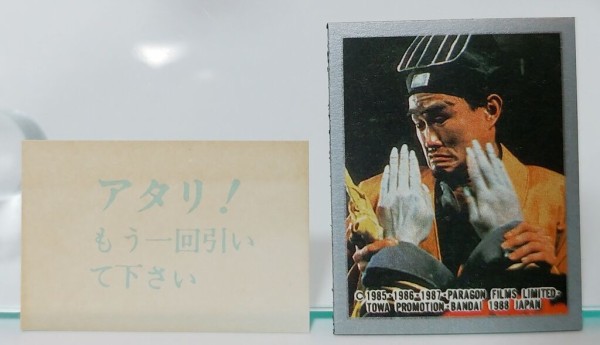 アタリ！
もう一回引い
て下さい
©1985-1986-1987-PARAGON FILMS LIMITED-
TOWA PROMOTION-BANDAI 1988 JAPAN